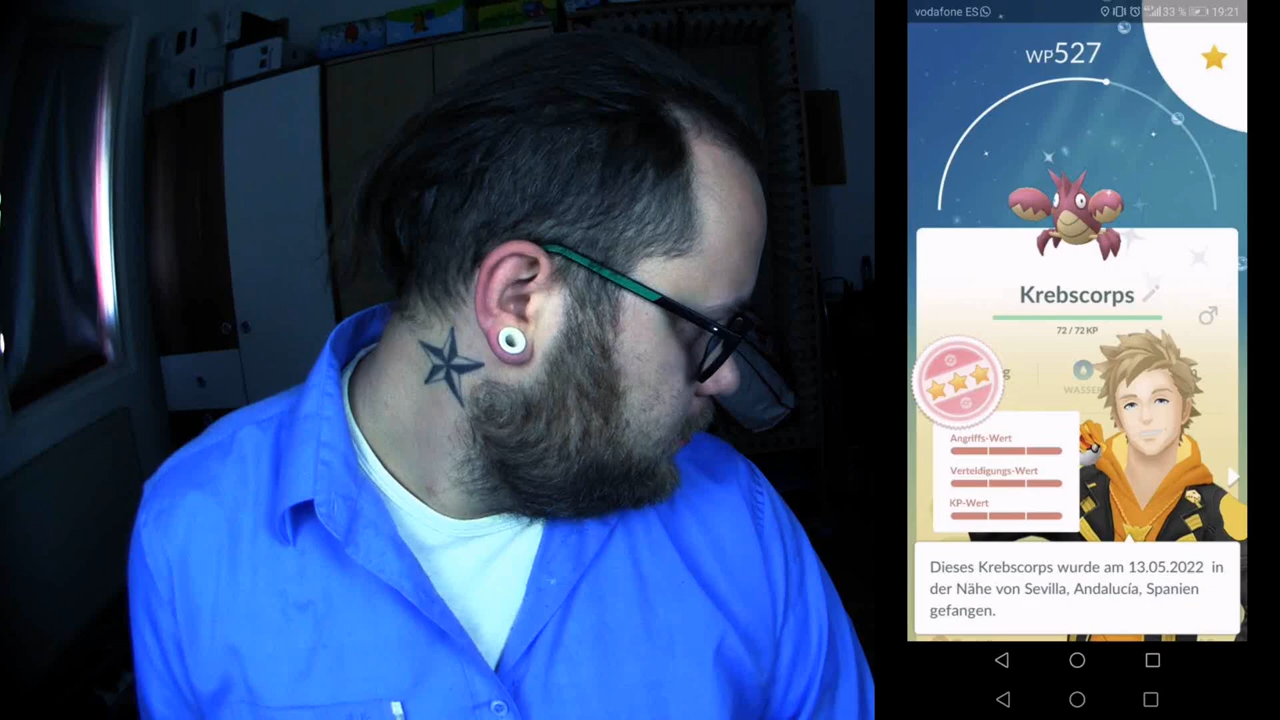 vodafone ES 33 % 19:21
WP527
Krebscorps
72 / 72 KP
g
WASSER
Angriffs-Wert
Verteidigungs-Wert
KP-Wert
Dieses Krebscorps wurde am 13.05.2022 in
der Nähe von Sevilla, Andalucía, Spanien
gefangen.